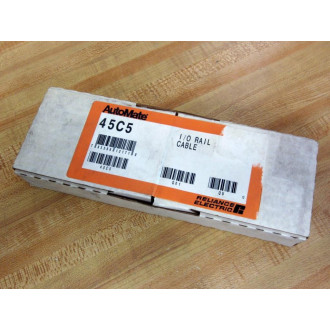 AutoMate
45C5
I/O RAIL
CABLE
RELIANCE
ELECTRIC